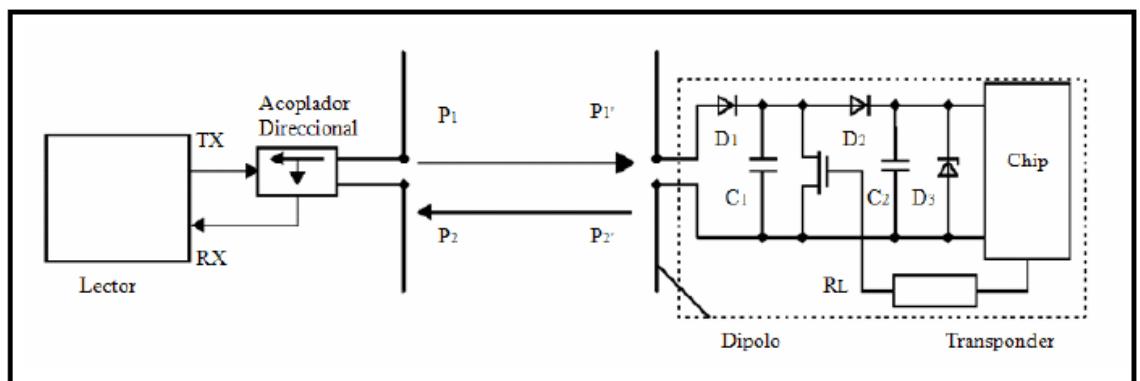 Acoplador
Direccional
TX
RX
Lector
P1
P1'
P2
P2'
D1
D2
C1
C2
D3
Chip
RL
Dipolo
Transponder